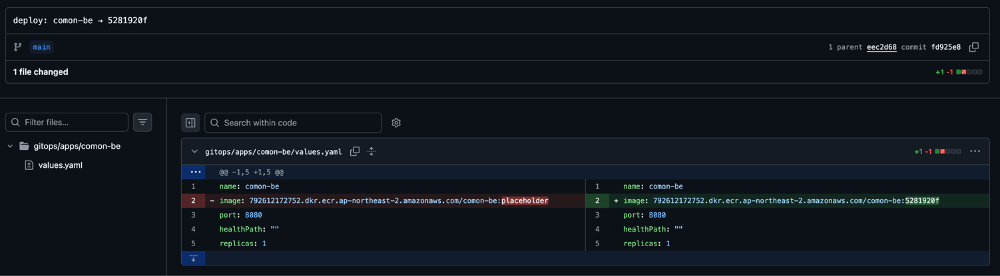 deploy: comon-be → 5281920f
main
1 parent eec2d68 commit fd925e8
1 file changed
+1 -1
Filter files...
Search within code
gitops/apps/comon-be
values.yaml
gitops/apps/comon-be/values.yaml
+1 -1
@@ -1,5 +1,5 @@
1 name: comon-be
2 - image: 792612172752.dkr.ecr.ap-northeast-2.amazonaws.com/comon-be:placeholder
3 port: 8080
4 healthPath: ""
5 replicas: 1
1 name: comon-be
2 + image: 792612172752.dkr.ecr.ap-northeast-2.amazonaws.com/comon-be:5281920f
3 port: 8080
4 healthPath: ""
5 replicas: 1